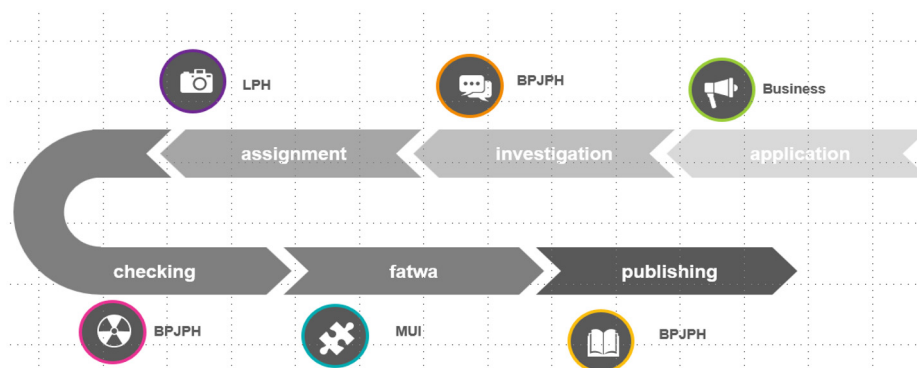 LPH
BPJPH
Business
assignment
investigation
application
checking
fatwa
publishing
BPJPH
MUI
BPJPH